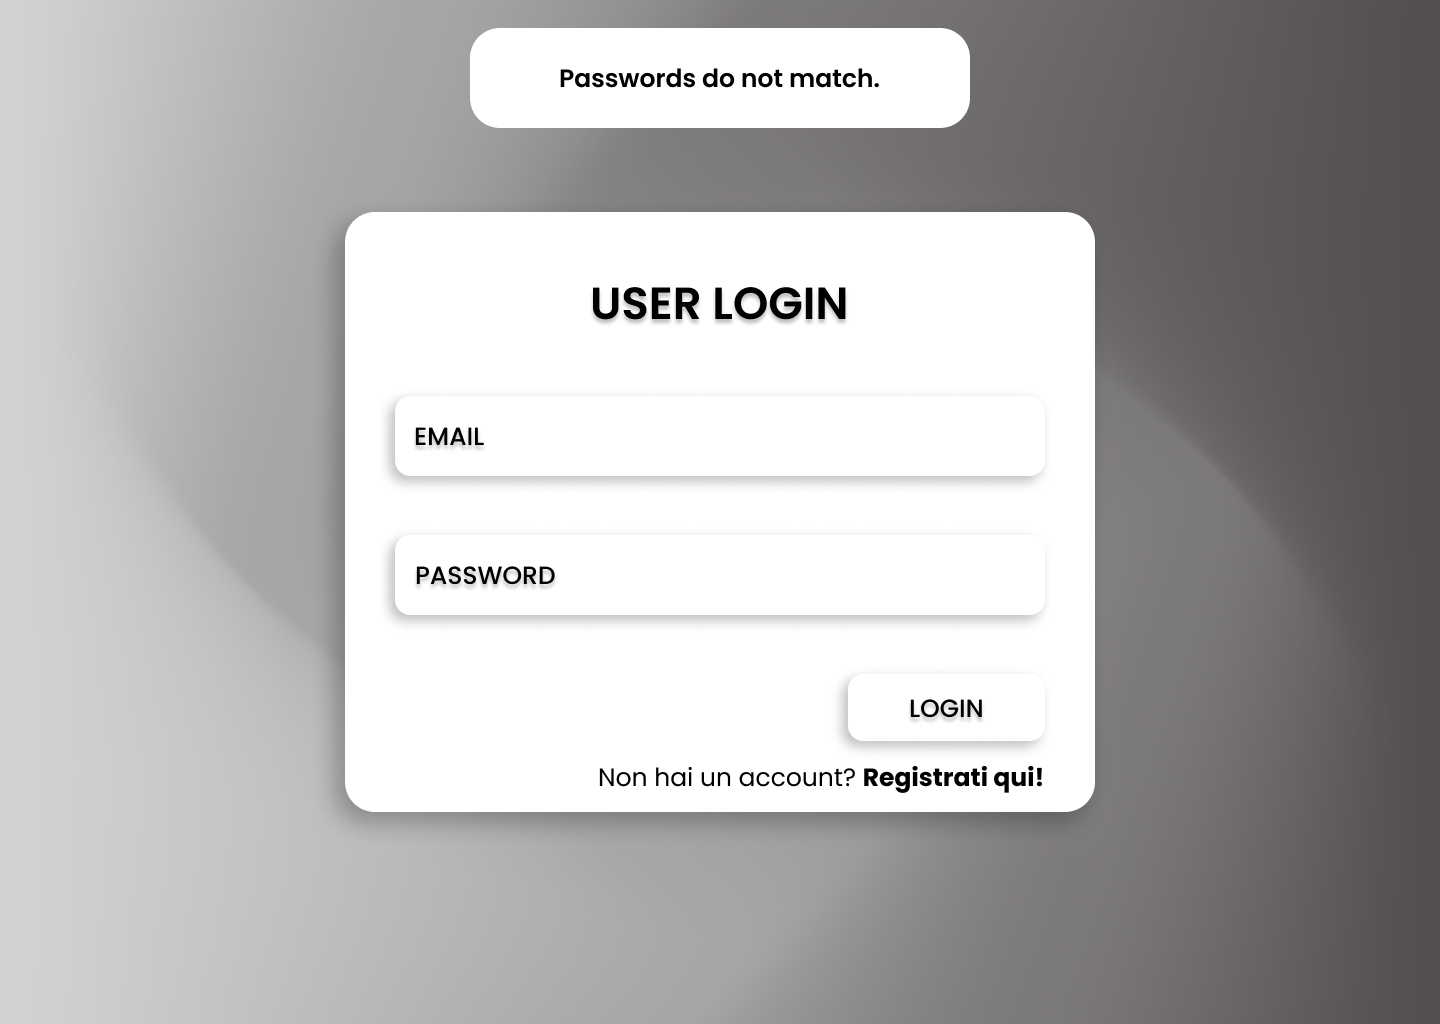 Passwords do not match.
USER LOGIN
EMAIL
PASSWORD
LOGIN
Non hai un account? Registrati qui!